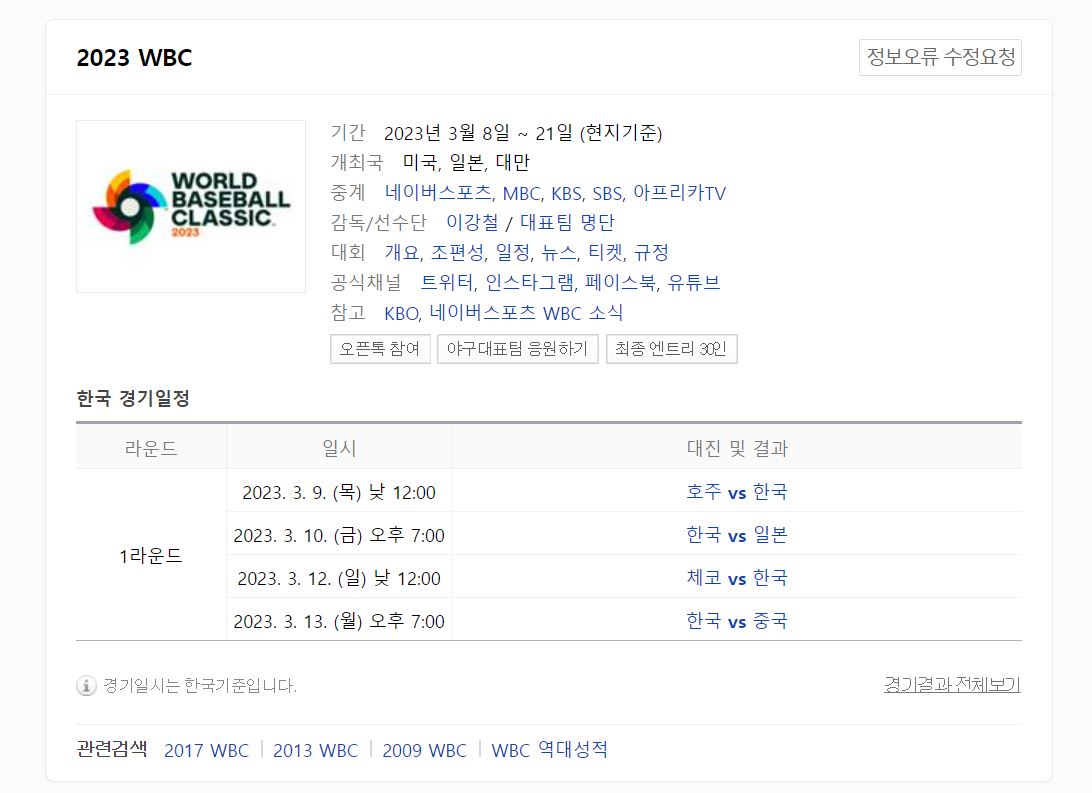 2023 WBC
정보오류 수정요청
WORLD
BASEBALL
CLASSIC
2023
기간 2023년 3월 8일 ~ 21일 (현지기준)
개최국 미국, 일본, 대만
중계 네이버스포츠, MBC, KBS, SBS, 아프리카TV
감독/선수단 이강철 / 대표팀 명단
대회 개요, 조편성, 일정, 뉴스, 티켓, 규정
공식채널 트위터, 인스타그램, 페이스북, 유튜브
참고 KBO, 네이버스포츠 WBC 소식
오픈톡 참여 야구대표팀 응원하기 최종 엔트리 30인
한국 경기일정
라운드 일시 대진 및 결과
1라운드
2023. 3. 9. (목) 낮 12:00 호주 vs 한국
2023. 3. 10. (금) 오후 7:00 한국 vs 일본
2023. 3. 12. (일) 낮 12:00 체코 vs 한국
2023. 3. 13. (월) 오후 7:00 한국 vs 중국
경기일시는 한국기준입니다. 경기결과 전체보기
관련검색 2017 WBC | 2013 WBC | 2009 WBC | WBC 역대성적